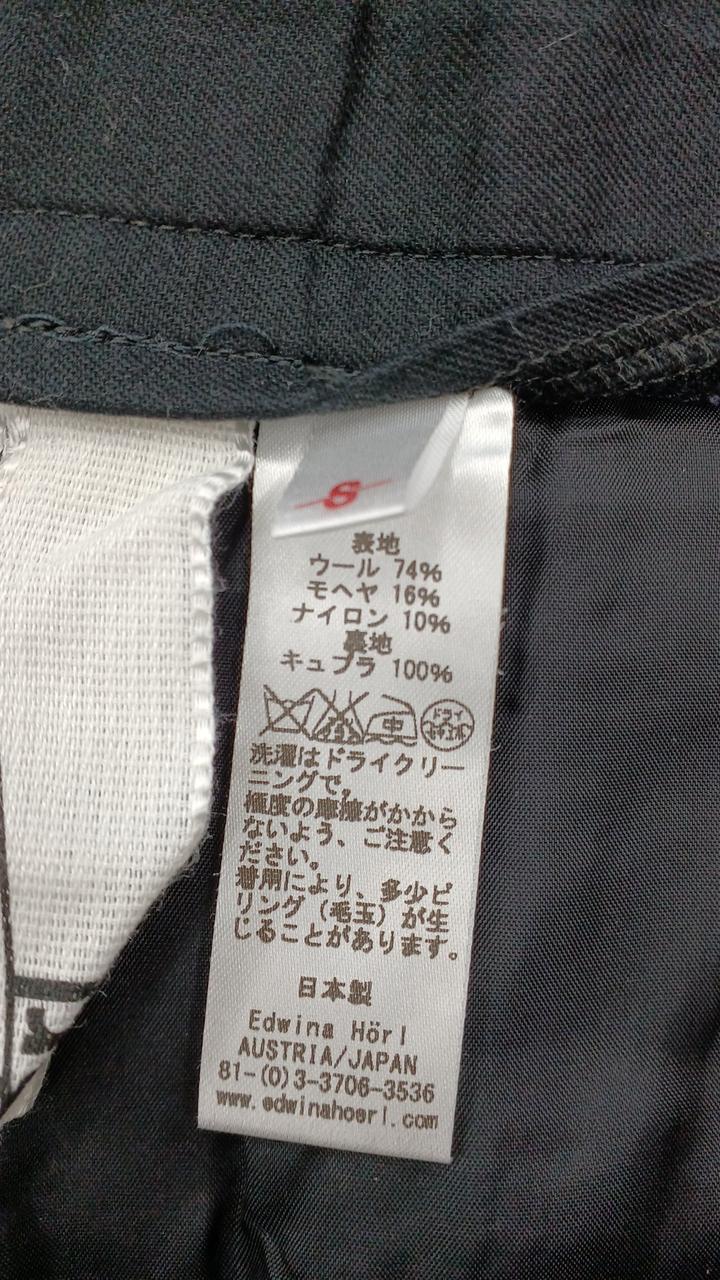 S
表地
ウール 74%
モヘヤ 16%
ナイロン 10%
裏地
キュプラ 100%
中
ドライ
セキユ系
洗濯はドライクリー
ニングで。
極度の摩擦がかから
ないよう、ご注意く
ださい。
着用により、多少ピ
リング（毛玉）が生
じることがあります。
日本製
Edwina Hörl
AUSTRIA/JAPAN
81-(0)3-3706-3536
www.edwinahoerl.com